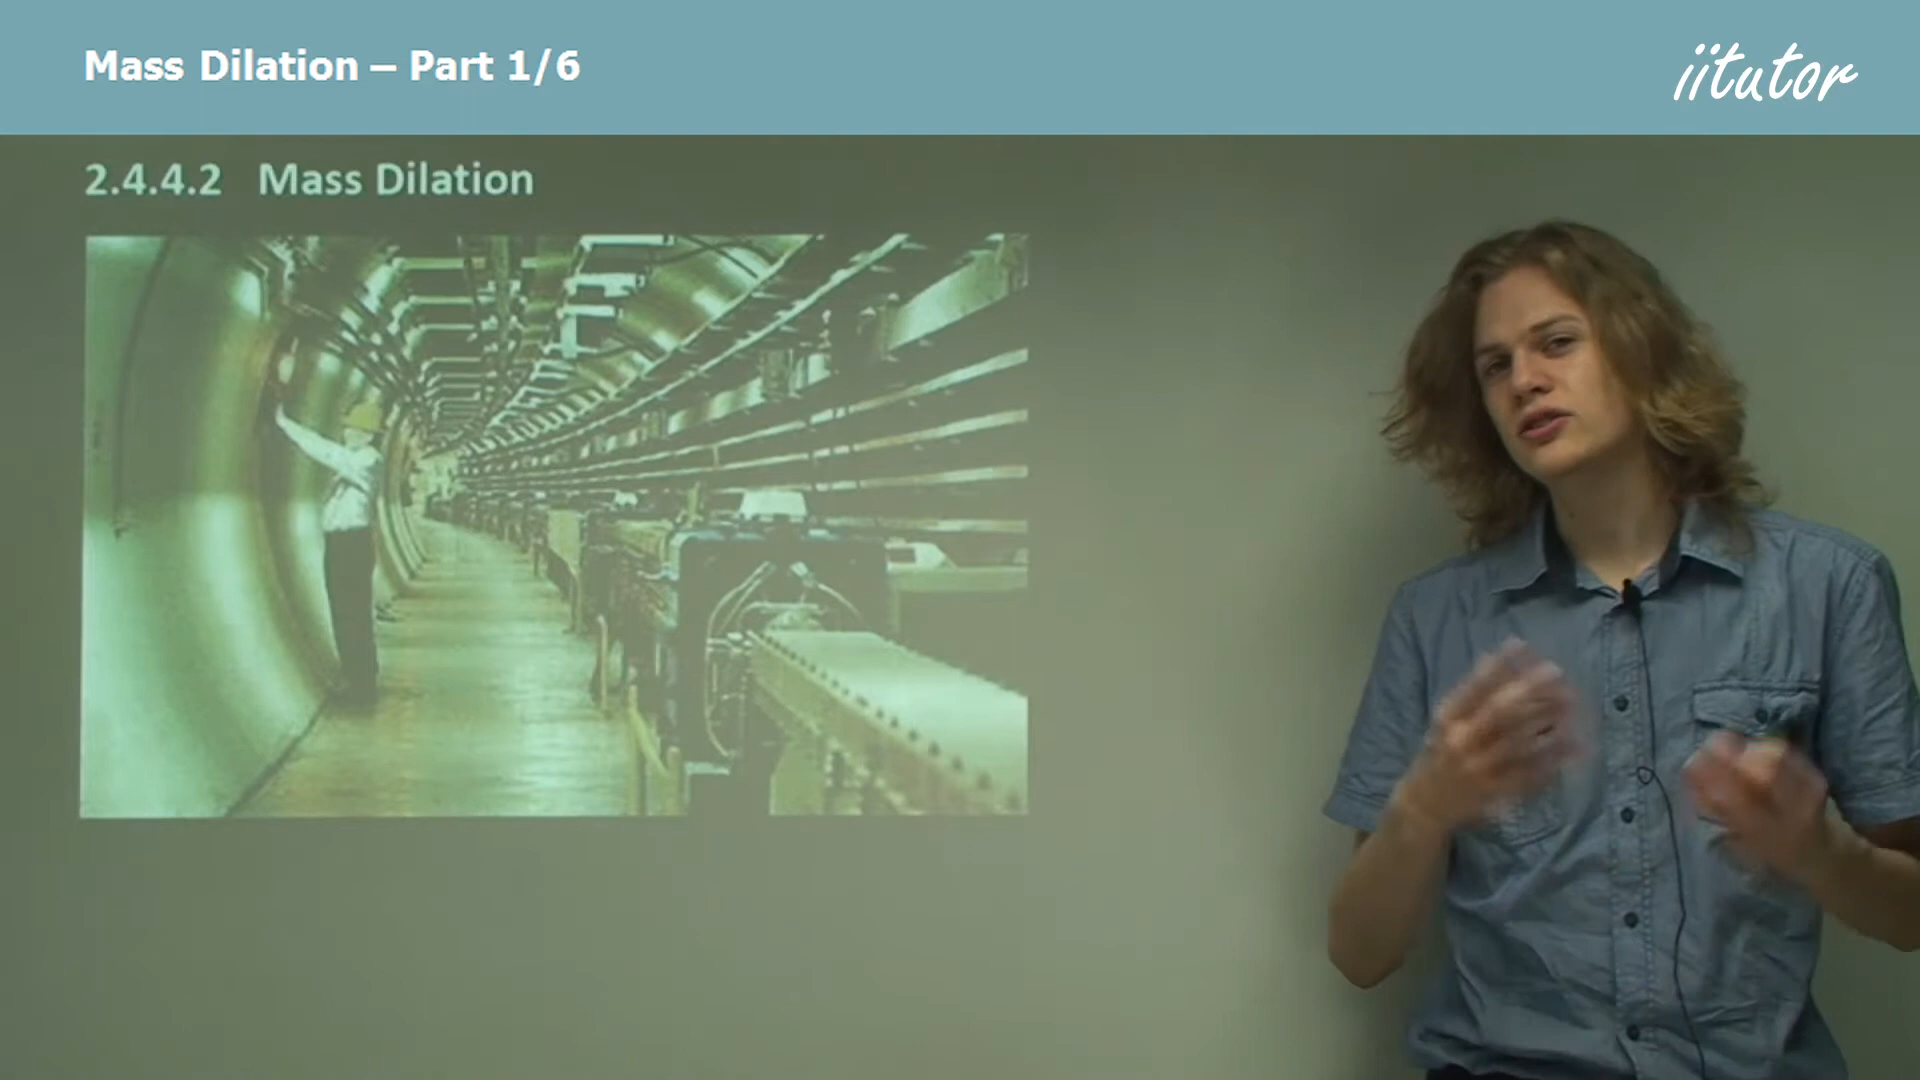 Mass Dilation – Part 1/6
iitutor
2.4.4.2 Mass Dilation